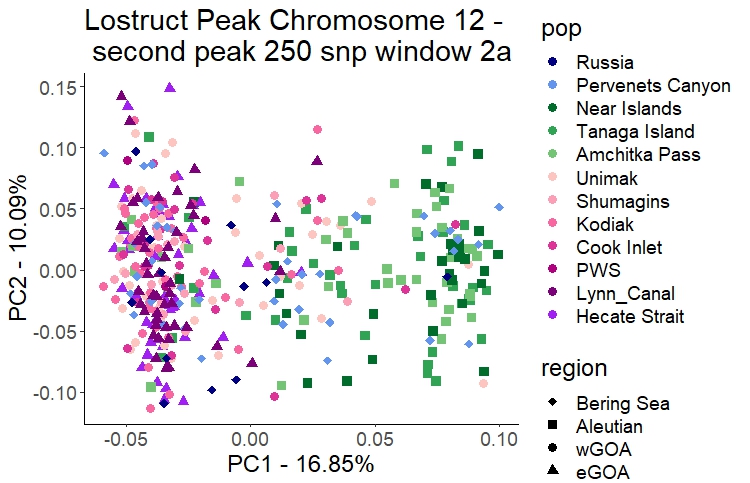 Lostruct Peak Chromosome 12 -
second peak 250 snp window 2a
PC2 - 10.09%
0.15
0.10
0.05
0.00
-0.05
-0.10
-0.05
0.00
0.05
0.10
PC1 - 16.85%
pop
Russia
Pervenets Canyon
Near Islands
Tanaga Island
Amchitka Pass
Unimak
Shumagins
Kodiak
Cook Inlet
PWS
Lynn_Canal
Hecate Strait
region
Bering Sea
Aleutian
wGOA
eGOA